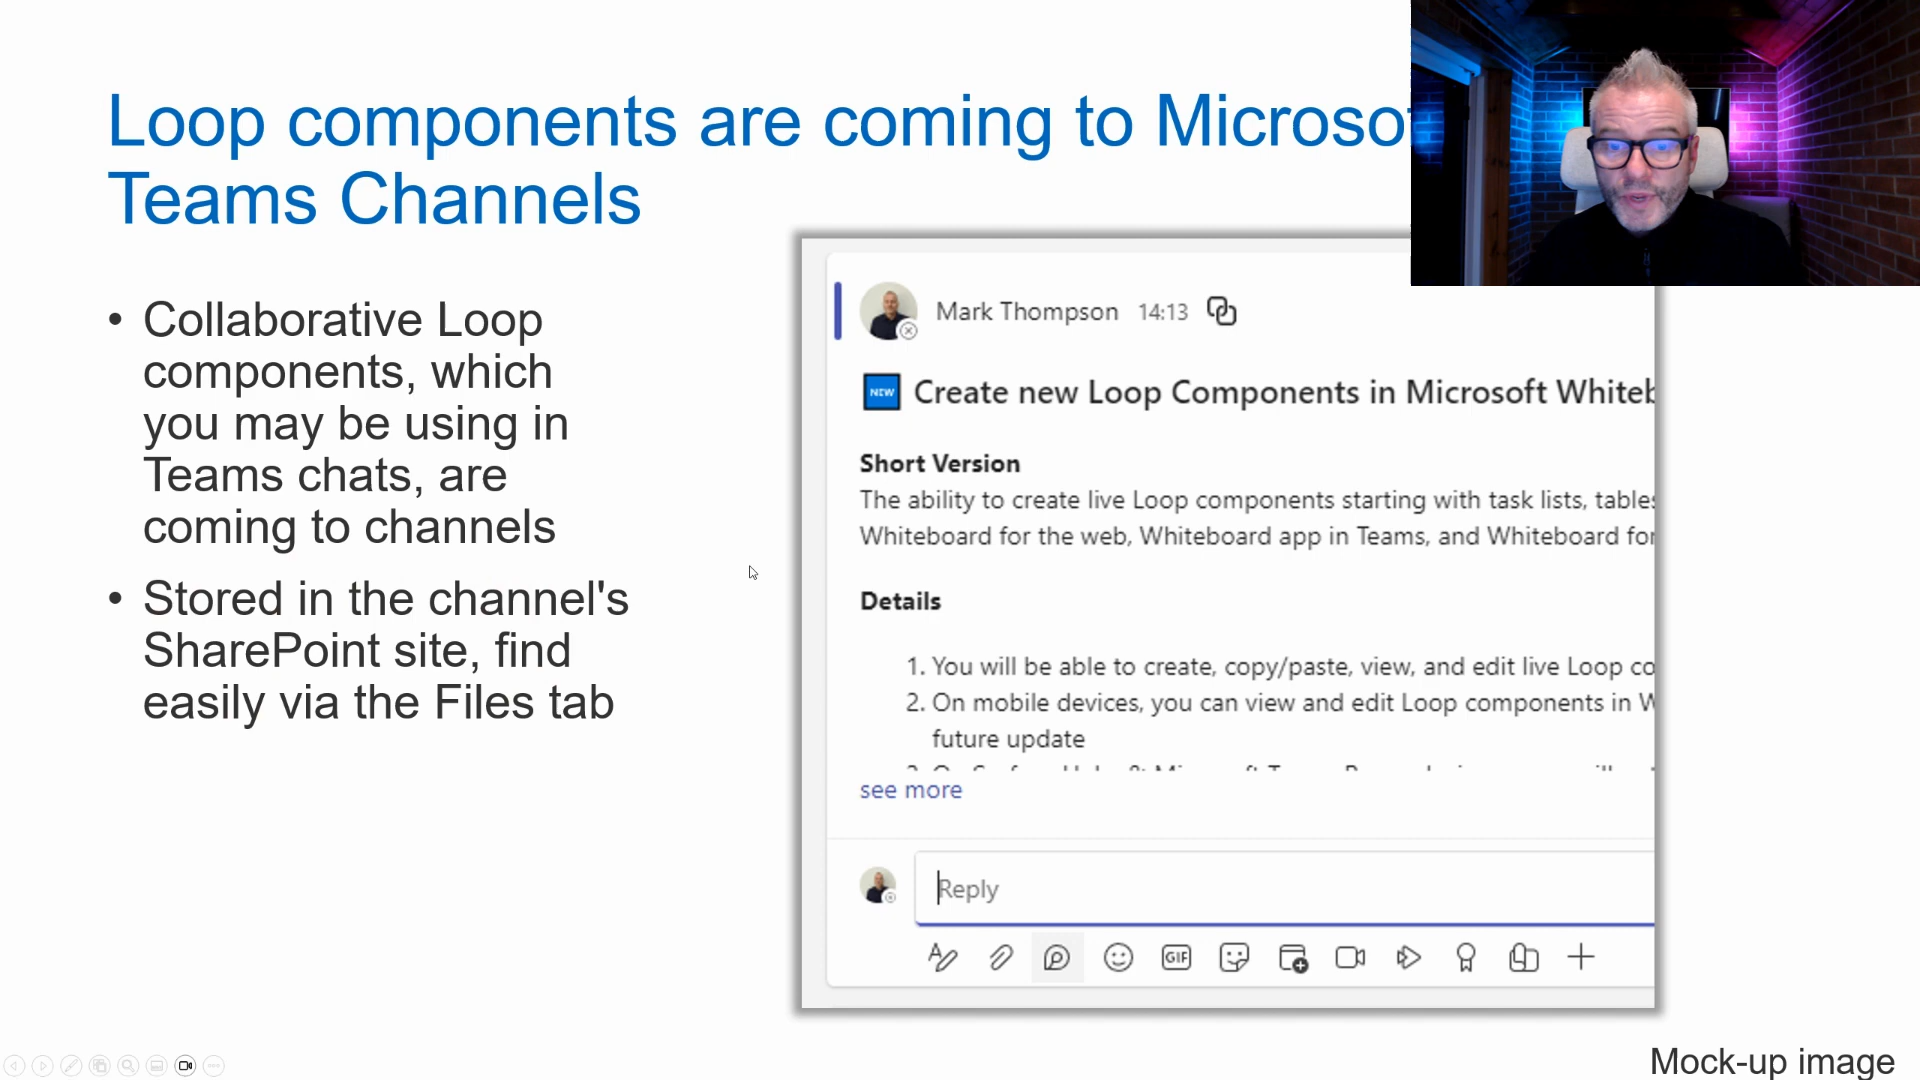 Loop components are coming to Microsof
Teams Channels
• Collaborative Loop
components, which
you may be using in
Teams chats, are
coming to channels
• Stored in the channel's
SharePoint site, find
easily via the Files tab
Mark Thompson 14:13
NEW Create new Loop Components in Microsoft Whiteb
Short Version
The ability to create live Loop components starting with task lists, tables
Whiteboard for the web, Whiteboard app in Teams, and Whiteboard for
Details
1. You will be able to create, copy/paste, view, and edit live Loop co
2. On mobile devices, you can view and edit Loop components in W
future update
see more
Reply
GIF
Mock-up image